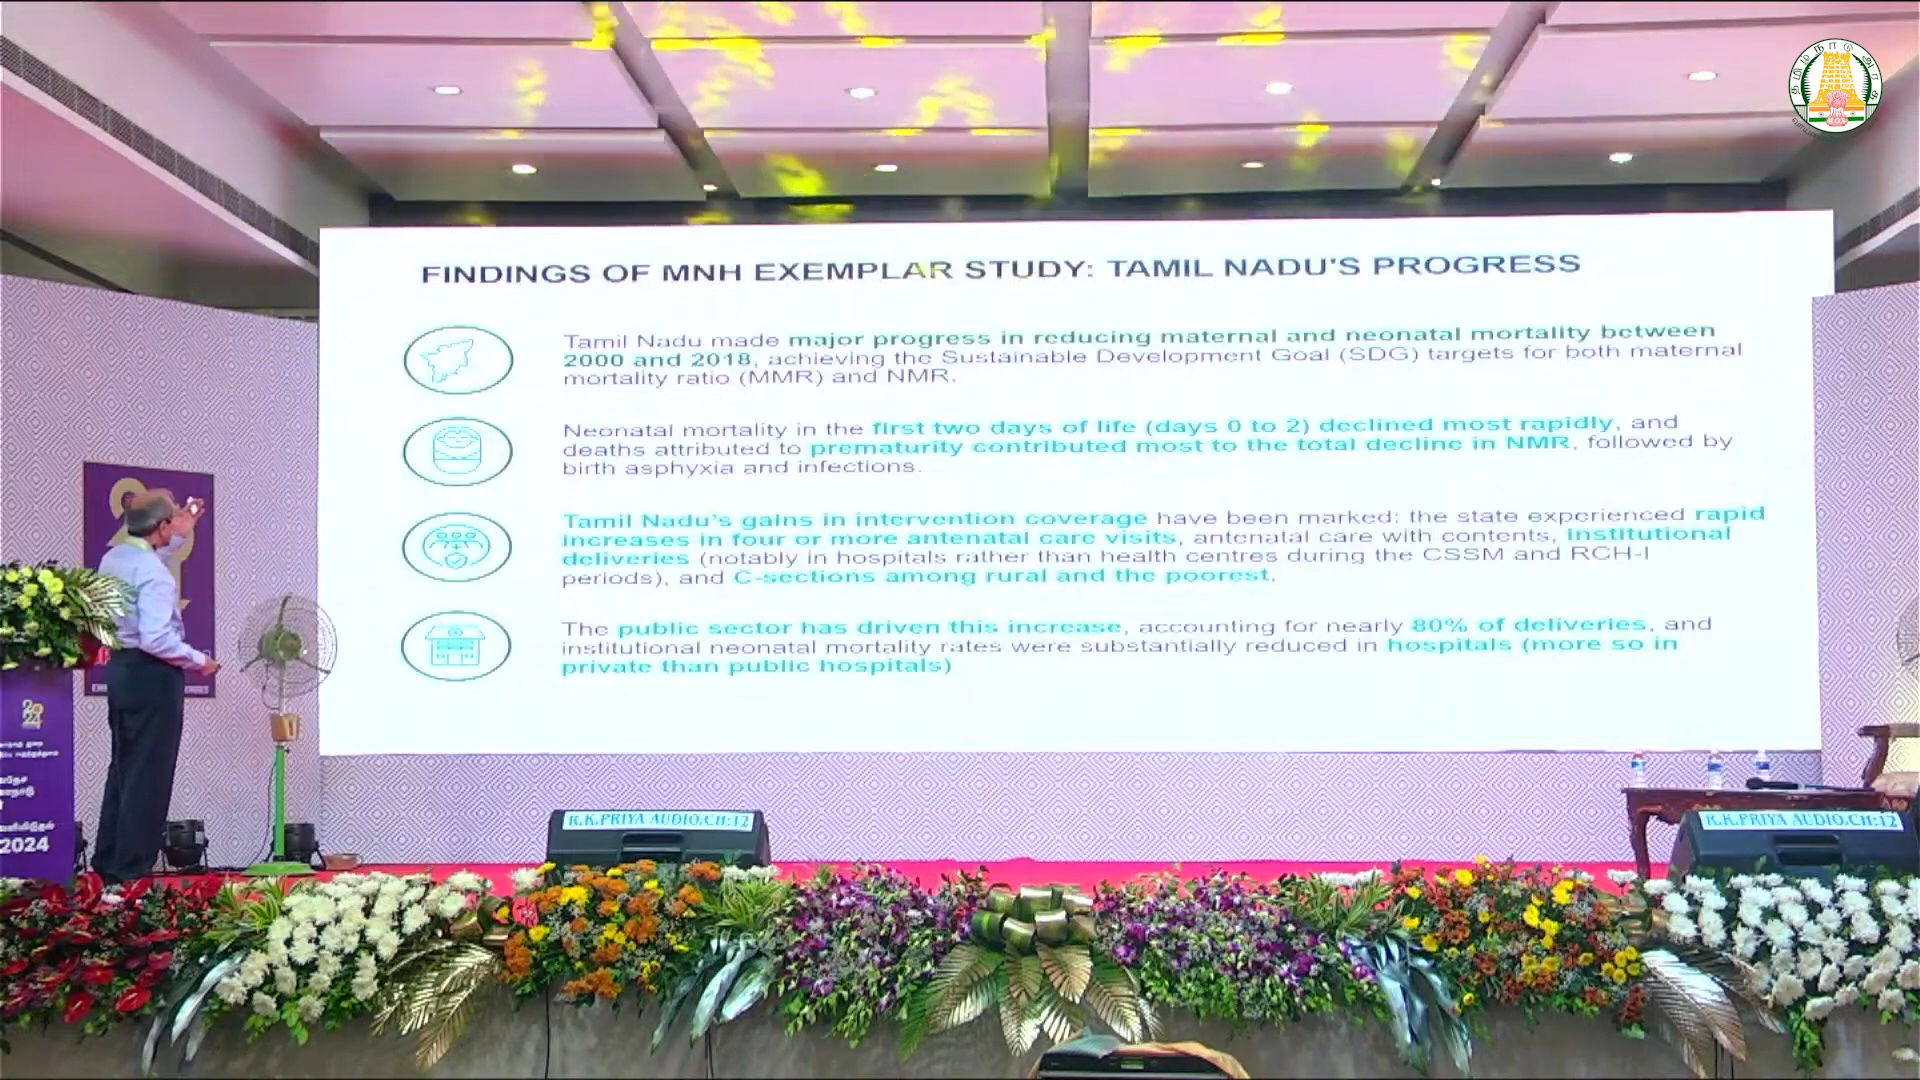 தமிழ்நாடு அரசு
FINDINGS OF MNH EXEMPLAR STUDY: TAMIL NADU'S PROGRESS
Tamil Nadu made major progress in reducing maternal and neonatal mortality between
2000 and 2018, achieving the Sustainable Development Goal (SDG) targets for both maternal
mortality ratio (MMR) and NMR.
Neonatal mortality in the first two days of life (days 0 to 2) declined most rapidly, and
deaths attributed to prematurity contributed most to the total decline in NMR, followed by
birth asphyxia and infections.
Tamil Nadu's gains in intervention coverage have been marked: the state experienced rapid
increases in four or more antenatal care visits, antenatal care with contents, institutional
deliveries (notably in hospitals rather than health centres during the CSSM and RCH-I
periods), and C-sections among rural and the poorest.
The public sector has driven this increase, accounting for nearly 80% of deliveries, and
institutional neonatal mortality rates were substantially reduced in hospitals (more so in
private than public hospitals)
2024
2024
R.K.PRIYA AUDIO.CH:12
R.K.PRIYA AUDIO.CH:12